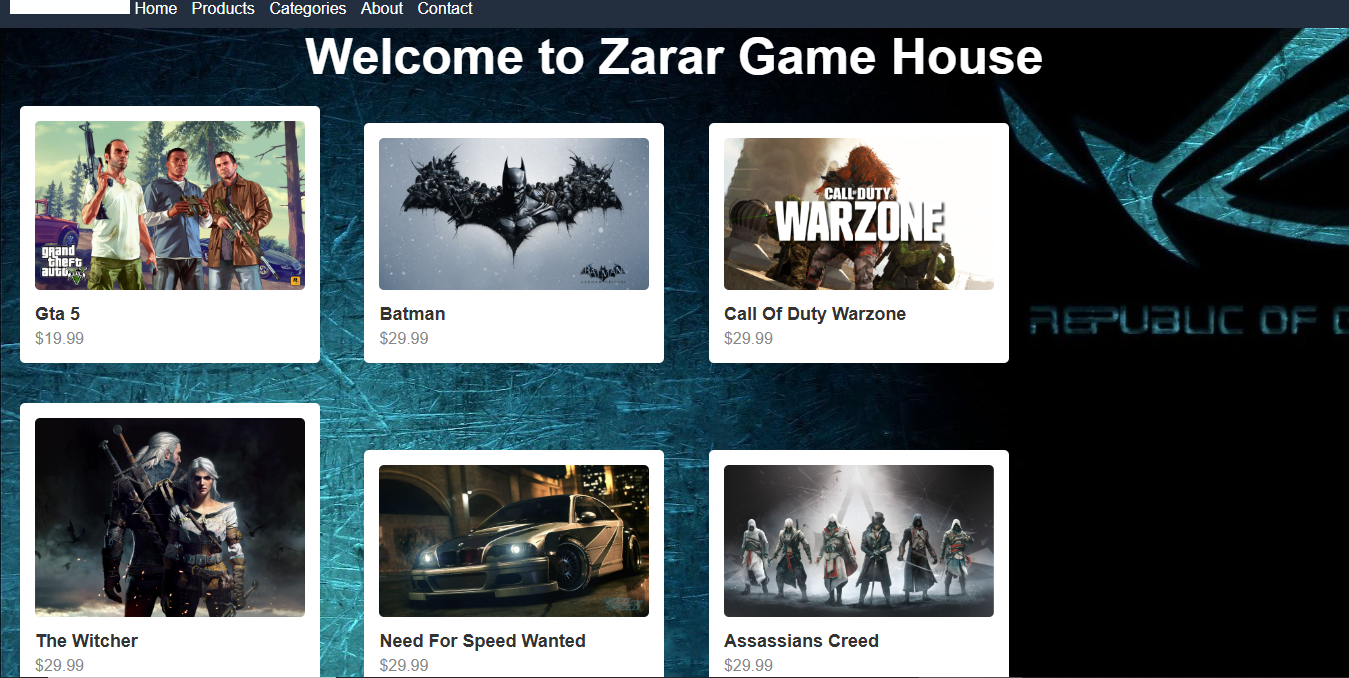 Home Products Categories About Contact
Welcome to Zarar Game House
grand
theft
auto
V
Gta 5
$19.99
BATMAN
Batman
$29.99
CALL OF DUTY
WARZONE
Call Of Duty Warzone
$29.99
REPUBLIC OF
The Witcher
$29.99
Need For Speed Wanted
$29.99
Assassians Creed
$29.99